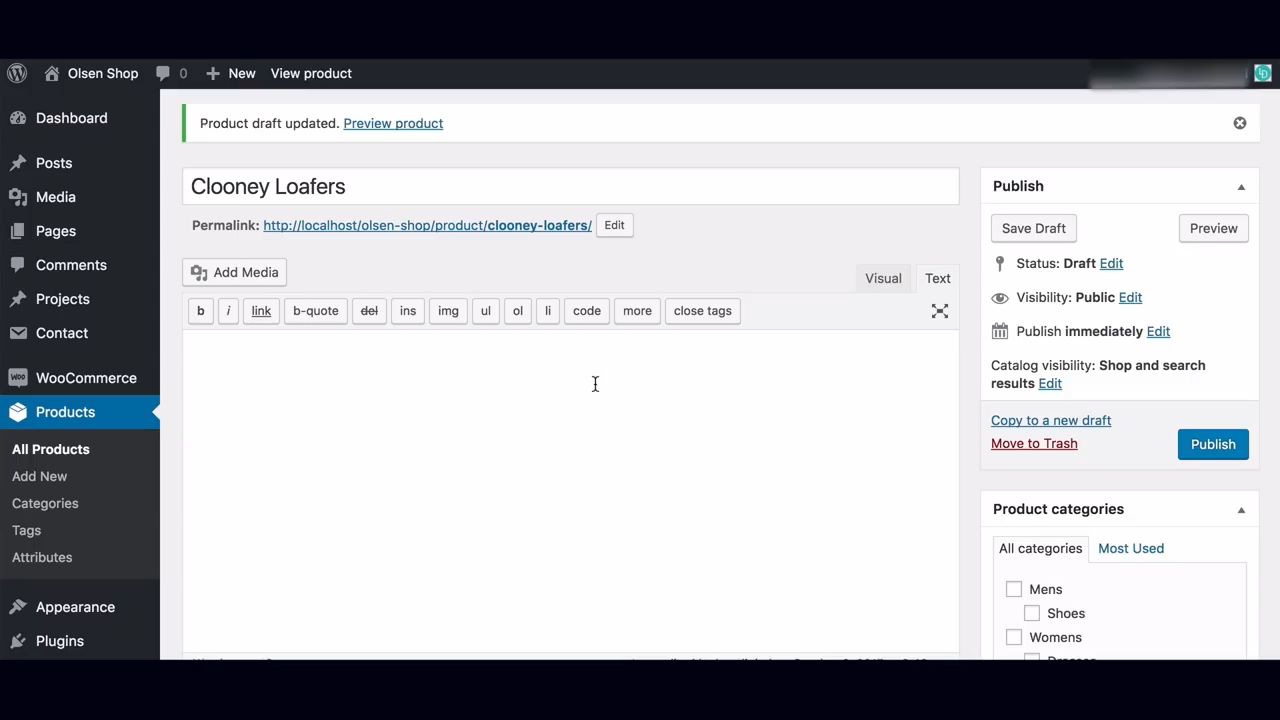 Olsen Shop 0 New View product
Dashboard
Posts
Media
Pages
Comments
Projects
Contact
WooCommerce
Products
All Products
Add New
Categories
Tags
Attributes
Appearance
Plugins
Product draft updated. Preview product
Clooney Loafers
Permalink: http://localhost/olsen-shop/product/clooney-loafers/ Edit
Add Media
Visual Text
b i link b-quote del ins img ul ol li code more close tags
Publish
Save Draft Preview
Status: Draft Edit
Visibility: Public Edit
Publish immediately Edit
Catalog visibility: Shop and search
results Edit
Copy to a new draft
Move to Trash Publish
Product categories
All categories Most Used
Mens
Shoes
Womens